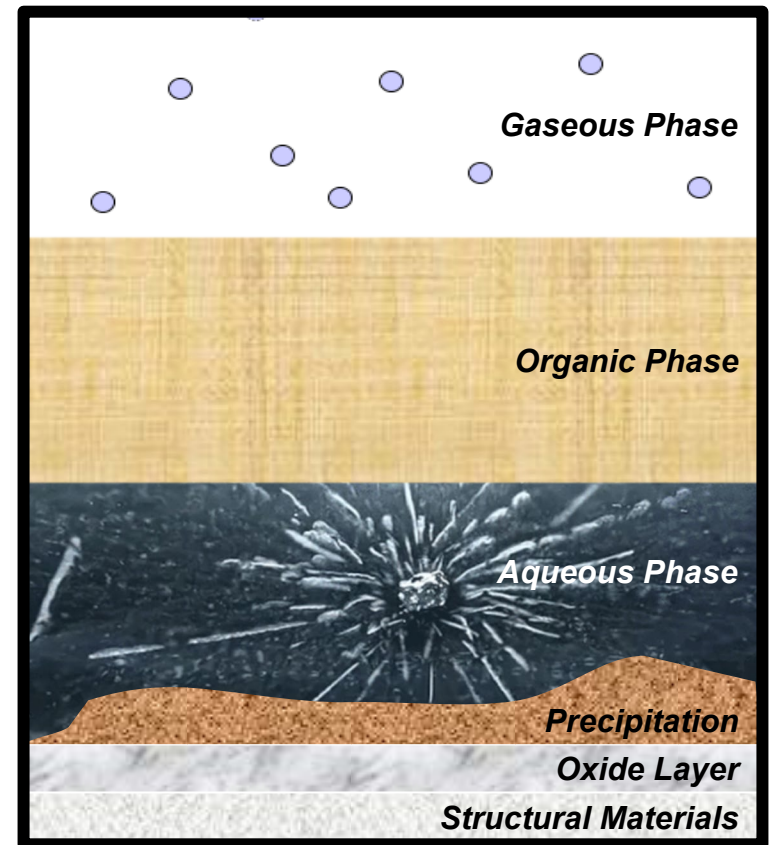 Gaseous Phase
Organic Phase
Aqueous Phase
Precipitation
Oxide Layer
Structural Materials